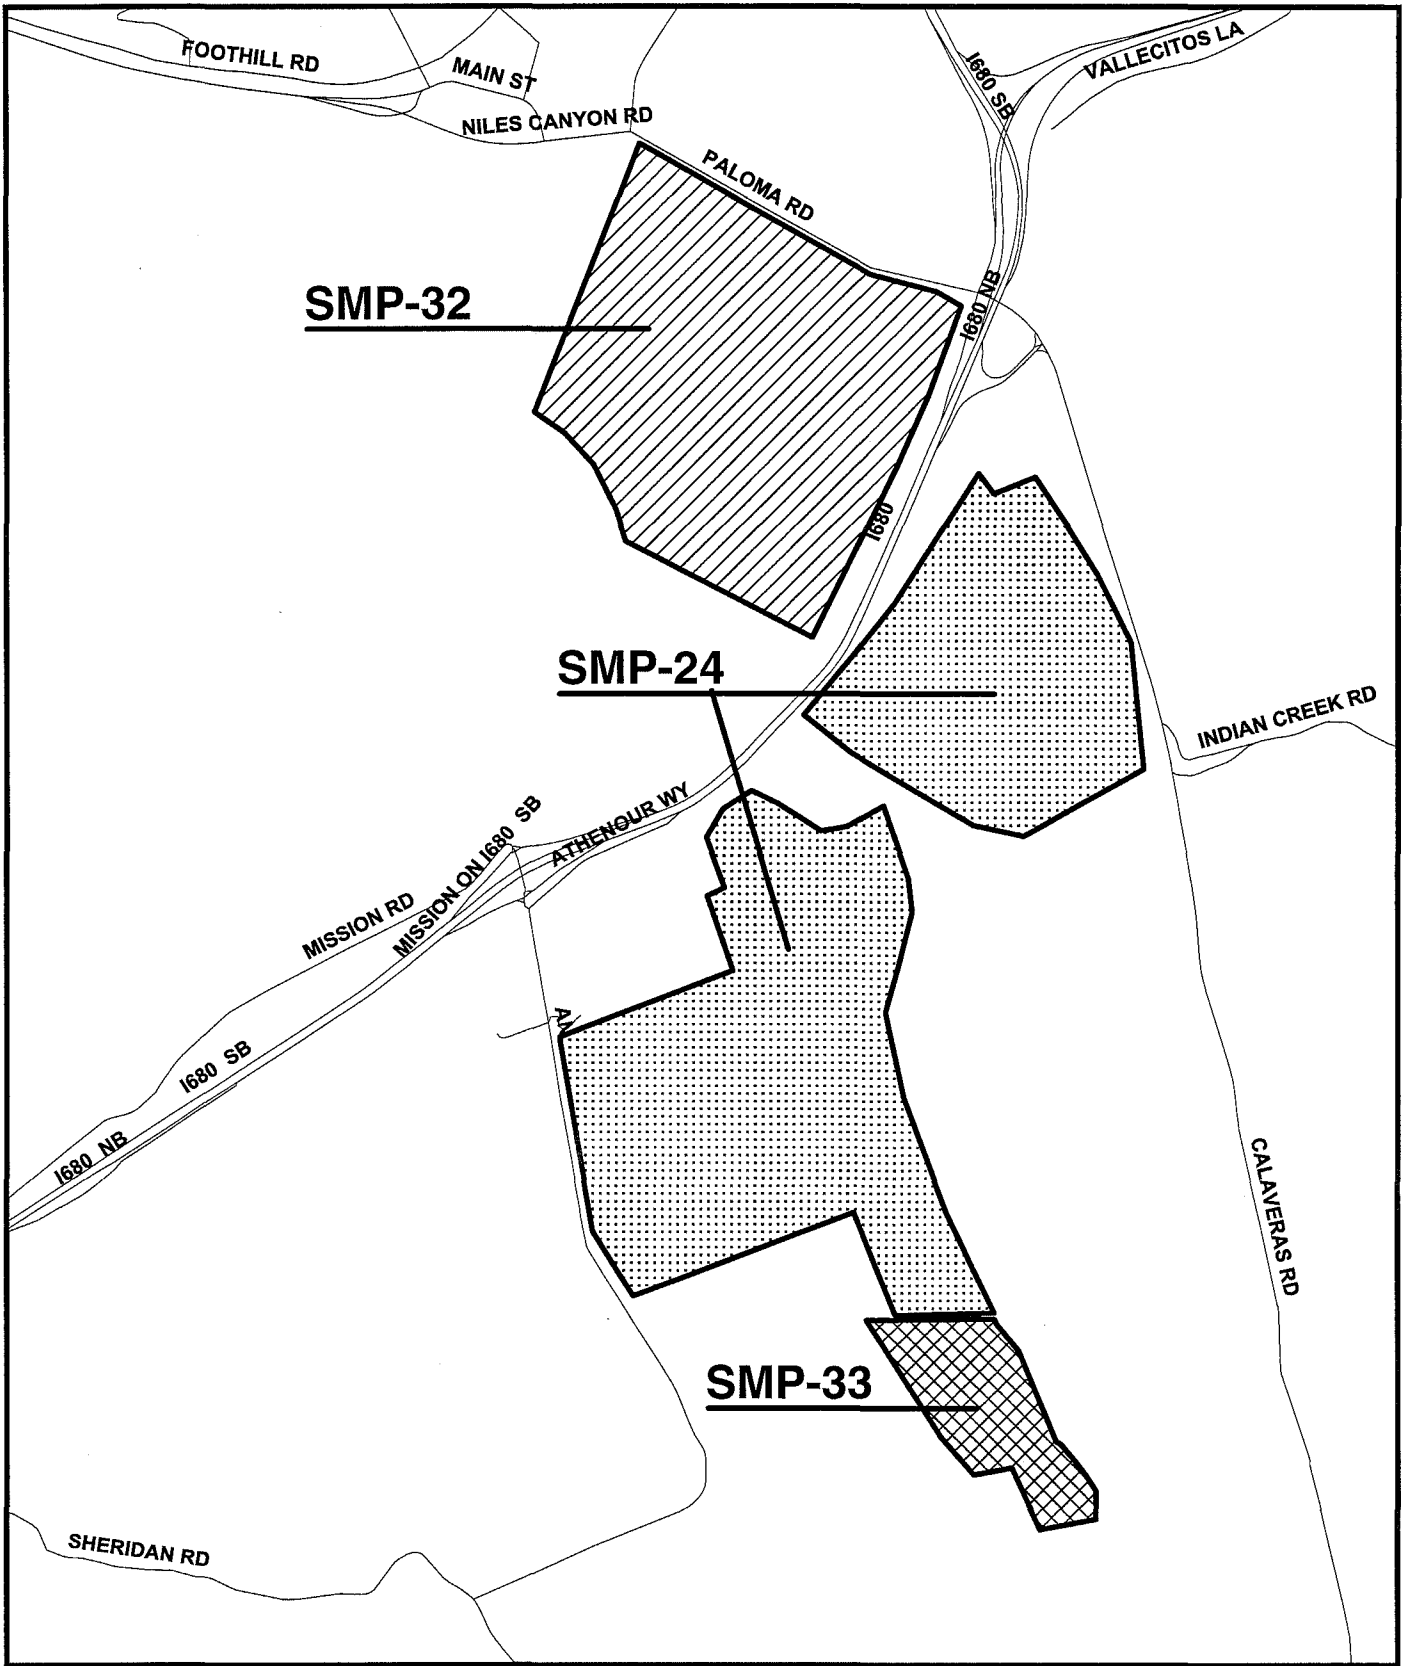 FOOTHILL RD
MAIN ST
NILES CANYON RD
I680 SB
VALLECITOS LA
PALOMA RD
SMP-32
I680 NB
I680
SMP-24
INDIAN CREEK RD
ATHENOUR WY
MISSION ON I680 SB
MISSION RD
I680 SB
I680 NB
CALAVERAS RD
SMP-33
SHERIDAN RD